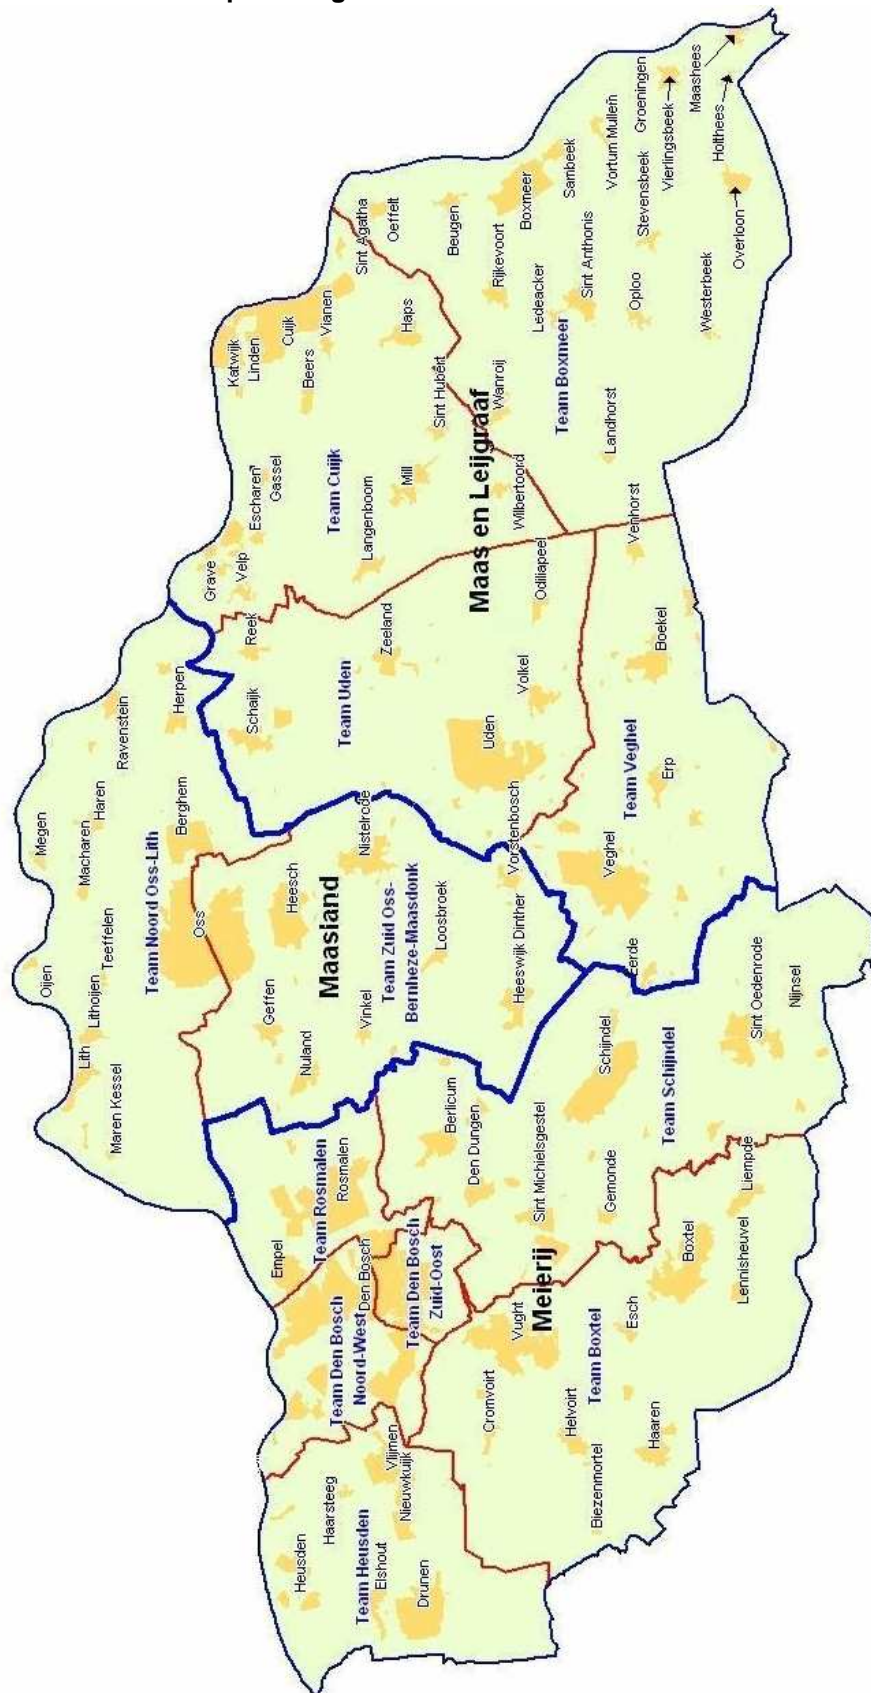 Heusden
Haarsteeg
Team Heusden
Elshout
Drunen
Nieuwkuijk
Vlijmen
Team Den Bosch
Noord-West
Den Bosch
Team Den Bosch
Zuid-Oost
Empel
Team Rosmalen
Rosmalen
Meierij
Cromvoirt
Vught
Helvoirt
Team Boxtel
Biezenmortel
Haaren
Esch
Boxtel
Lennisheuvel
Liempde
Berlicum
Den Dungen
Sint Michielsgestel
Gemonde
Schijndel
Team Schijndel
Sint Oedenrode
Nijnsel
Maren Kessel
Lith
Lithoijen
Oijen
Teeffelen
Megen
Macharen
Haren
Ravenstein
Team Noord Oss-Lith
Oss
Berghem
Herpen
Maasland
Geffen
Nuland
Heesch
Vinkel
Nistelrode
Team Zuid Oss-
Bernheze-Maasdonk
Loosbroek
Heeswijk Dinther
Vorstenbosch
Maas en Leijgraaf
Schaijk
Reek
Team Uden
Zeeland
Uden
Volkel
Odiliapeel
Veghel
Team Veghel
Eerde
Erp
Boekel
Venhorst
Grave
Velp
Escharen
Gassel
Katwijk
Linden
Cuijk
Beers
Vianen
Team Cuijk
Langenboom
Mill
Haps
Sint Hubert
Sint Agatha
Wilbertoord
Wanroij
Oeffelt
Beugen
Rijkevoort
Boxmeer
Sambeek
Ledeacker
Sint Anthonis
Team Boxmeer
Landhorst
Oploo
Stevensbeek
Vortum Mullem
Groeningen
Vierlingsbeek
Maashees
Holthees
Overloon
Westerbeek